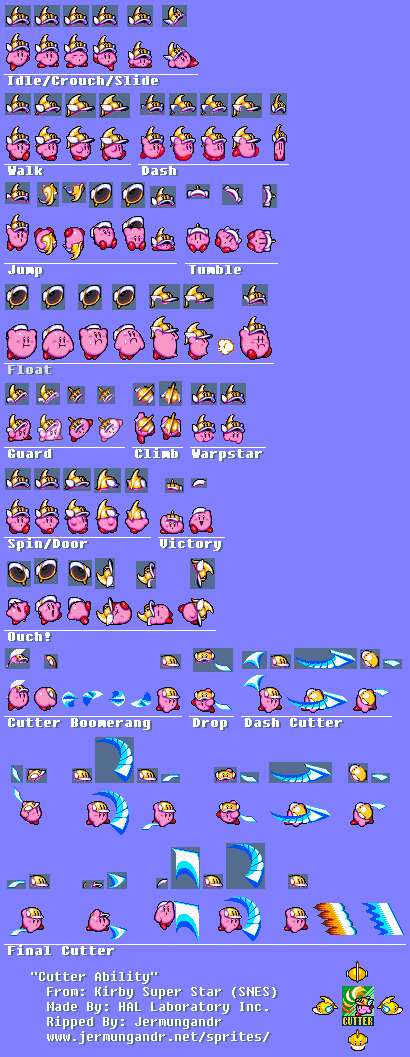 Idle/Crouch/Slide
Walk
Dash
Jump
Tumble
Float
Guard
Climb
Warpstar
Spin/Door
Victory
Ouch!
Cutter Boomerang
Drop
Dash Cutter
Final Cutter
"Cutter Ability"
From: Kirby Super Star (SNES)
Made By: HAL Laboratory Inc.
Ripped By: Jermungandr
www.jermungandr.net/sprites/
CUTTER